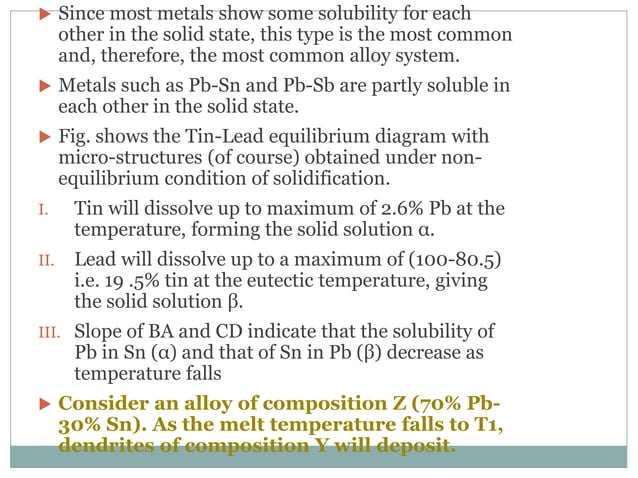 ▶ Since most metals show some solubility for each
other in the solid state, this type is the most common
and, therefore, the most common alloy system.
▶ Metals such as Pb-Sn and Pb-Sb are partly soluble in
each other in the solid state.
▶ Fig. shows the Tin-Lead equilibrium diagram with
micro-structures (of course) obtained under non-
equilibrium condition of solidification.
I. Tin will dissolve up to maximum of 2.6% Pb at the
temperature, forming the solid solution α.
II. Lead will dissolve up to a maximum of (100-80.5)
i.e. 19 .5% tin at the eutectic temperature, giving
the solid solution β.
III. Slope of BA and CD indicate that the solubility of
Pb in Sn (α) and that of Sn in Pb (β) decrease as
temperature falls
▶ Consider an alloy of composition Z (70% Pb-
30% Sn). As the melt temperature falls to T1,
dendrites of composition Y will deposit.